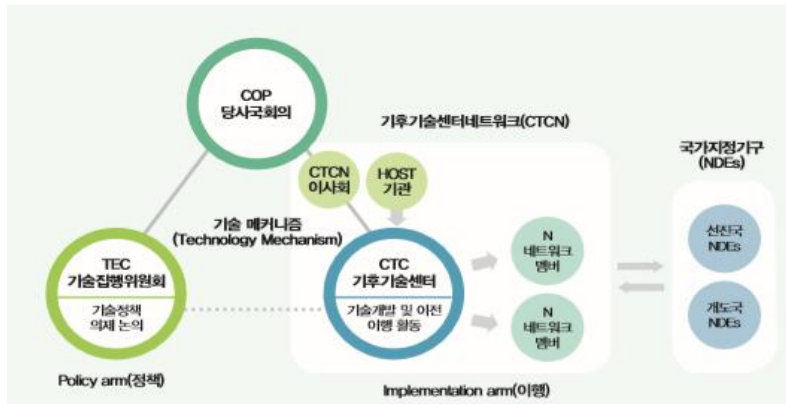 COP
당사국회의
기후기술센터네트워크(CTCN)
국가지정기구
(NDEs)
CTCN
이사회
HOST
기관
기술 메커니즘
(Technology Mechanism)
N
네트워크
멤버
선진국
NDEs
TEC
기술집행위원회
기술정책
의제 논의
CTC
기후기술센터
기술개발 및 이전
이행 활동
N
네트워크
멤버
개도국
NDEs
Policy arm(정책)
Implementation arm(이행)